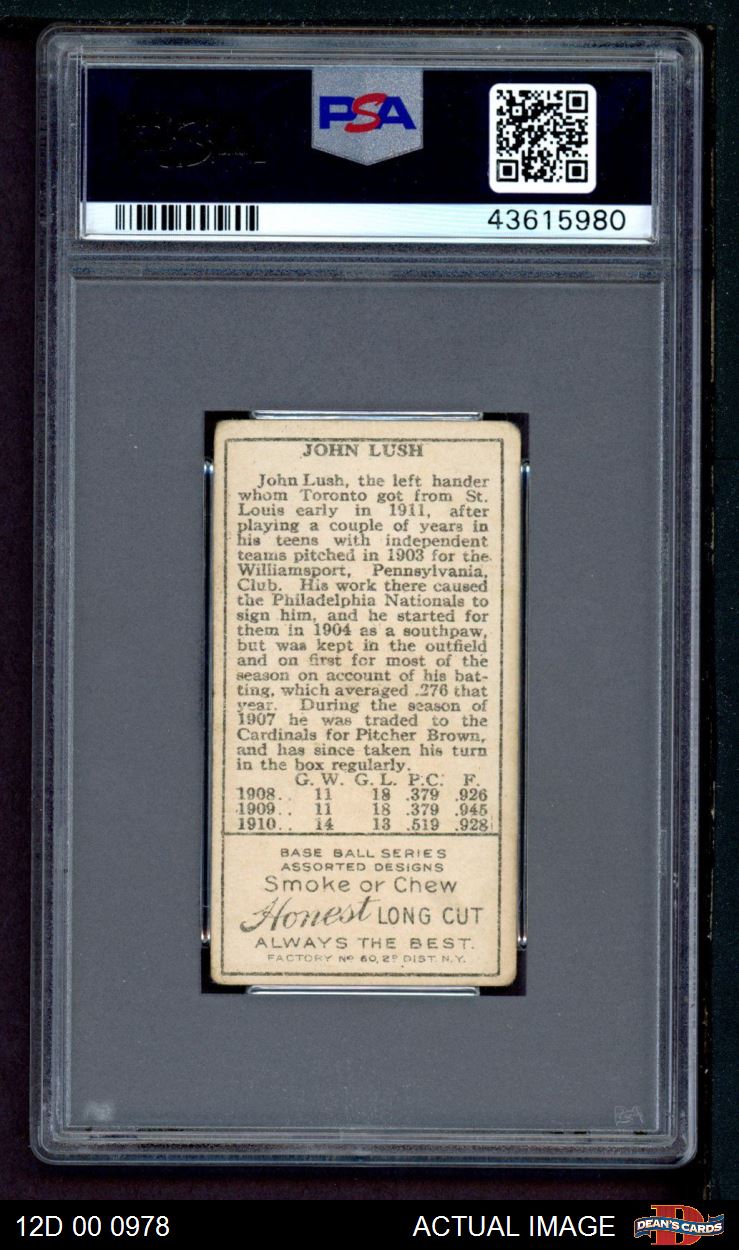 PSA
43615980
JOHN LUSH
John Lush, the left hander
whom Toronto got from St.
Louis early in 1911, after
playing a couple of years in
his teens with independent
teams pitched in 1903 for the
Williamsport, Pennsylvania,
Club. His work there caused
the Philadelphia Nationals to
sign him, and he started for
them in 1904 as a southpaw,
but was kept in the outfield
and on first for most of the
season on account of his bat-
ting, which averaged .276 that
year. During the season of
1907 he was traded to the
Cardinals for Pitcher Brown,
and has since taken his turn
in the box regularly.
G. W. G. L. P.C. F.
1908.. 11 18 .379 .926
1909.. 11 18 .379 .945
1910.. 14 13 .519 .928
BASE BALL SERIES
ASSORTED DESIGNS
Smoke or Chew
Honest LONG CUT
ALWAYS THE BEST.
FACTORY No 60, 2D DIST. N.Y.
PSA
12D 00 0978 ACTUAL IMAGE DEAN'S CARDS